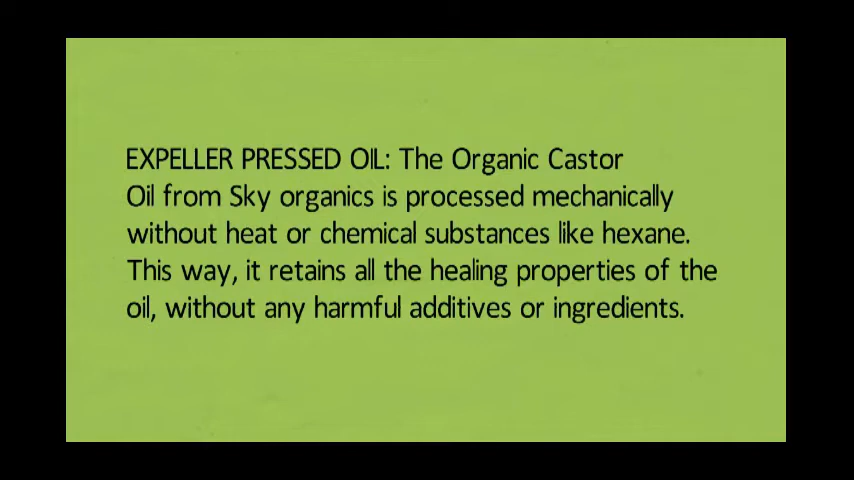 EXPELLER PRESSED OIL: The Organic Castor
Oil from Sky organics is processed mechanically
without heat or chemical substances like hexane.
This way, it retains all the healing properties of the
oil, without any harmful additives or ingredients.